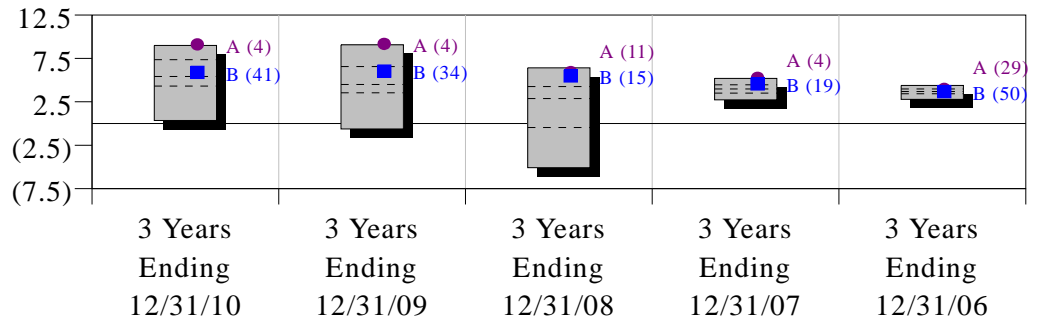 12.5
7.5
2.5
(2.5)
(7.5)
A (4)
B (41)
A (4)
B (34)
A (11)
B (15)
A (4)
B (19)
A (29)
B (50)
3 Years
Ending
12/31/10
3 Years
Ending
12/31/09
3 Years
Ending
12/31/08
3 Years
Ending
12/31/07
3 Years
Ending
12/31/06